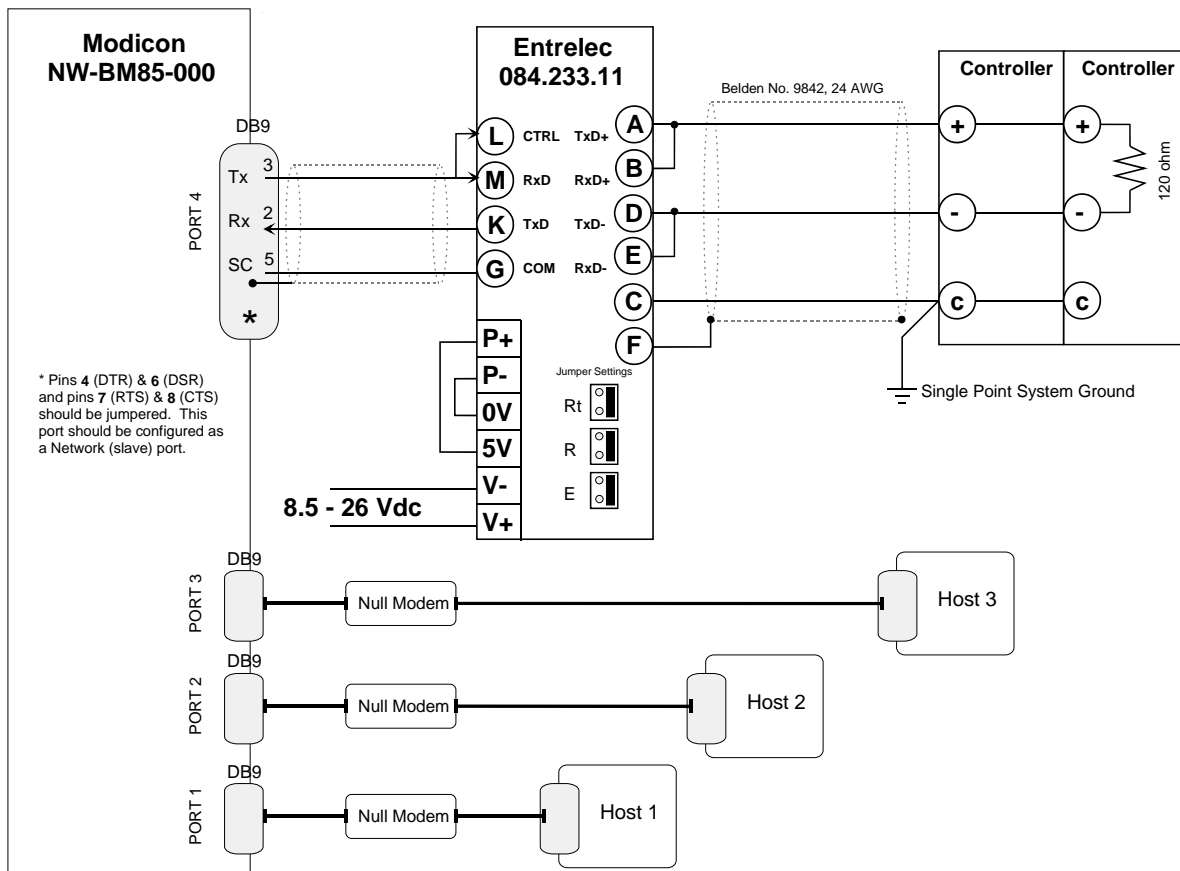 Modicon
NW-BM85-000
DB9
PORT 4
Tx 3
Rx 2
SC 5
*
* Pins 4 (DTR) & 6 (DSR)
and pins 7 (RTS) & 8 (CTS)
should be jumpered. This
port should be configured as
a Network (slave) port.
Entrelec
084.233.11
L CTRL TxD+ A
M RxD RxD+ B
K TxD TxD- D
G COM RxD- E
C
F
P+
P-
0V
5V
V-
V+
8.5 - 26 Vdc
Jumper Settings
Rt
R
E
Belden No. 9842, 24 AWG
Controller Controller
+ +
- -
c c
120 ohm
Single Point System Ground
DB9
PORT 3
Null Modem
Host 3
DB9
PORT 2
Null Modem
Host 2
DB9
PORT 1
Null Modem
Host 1